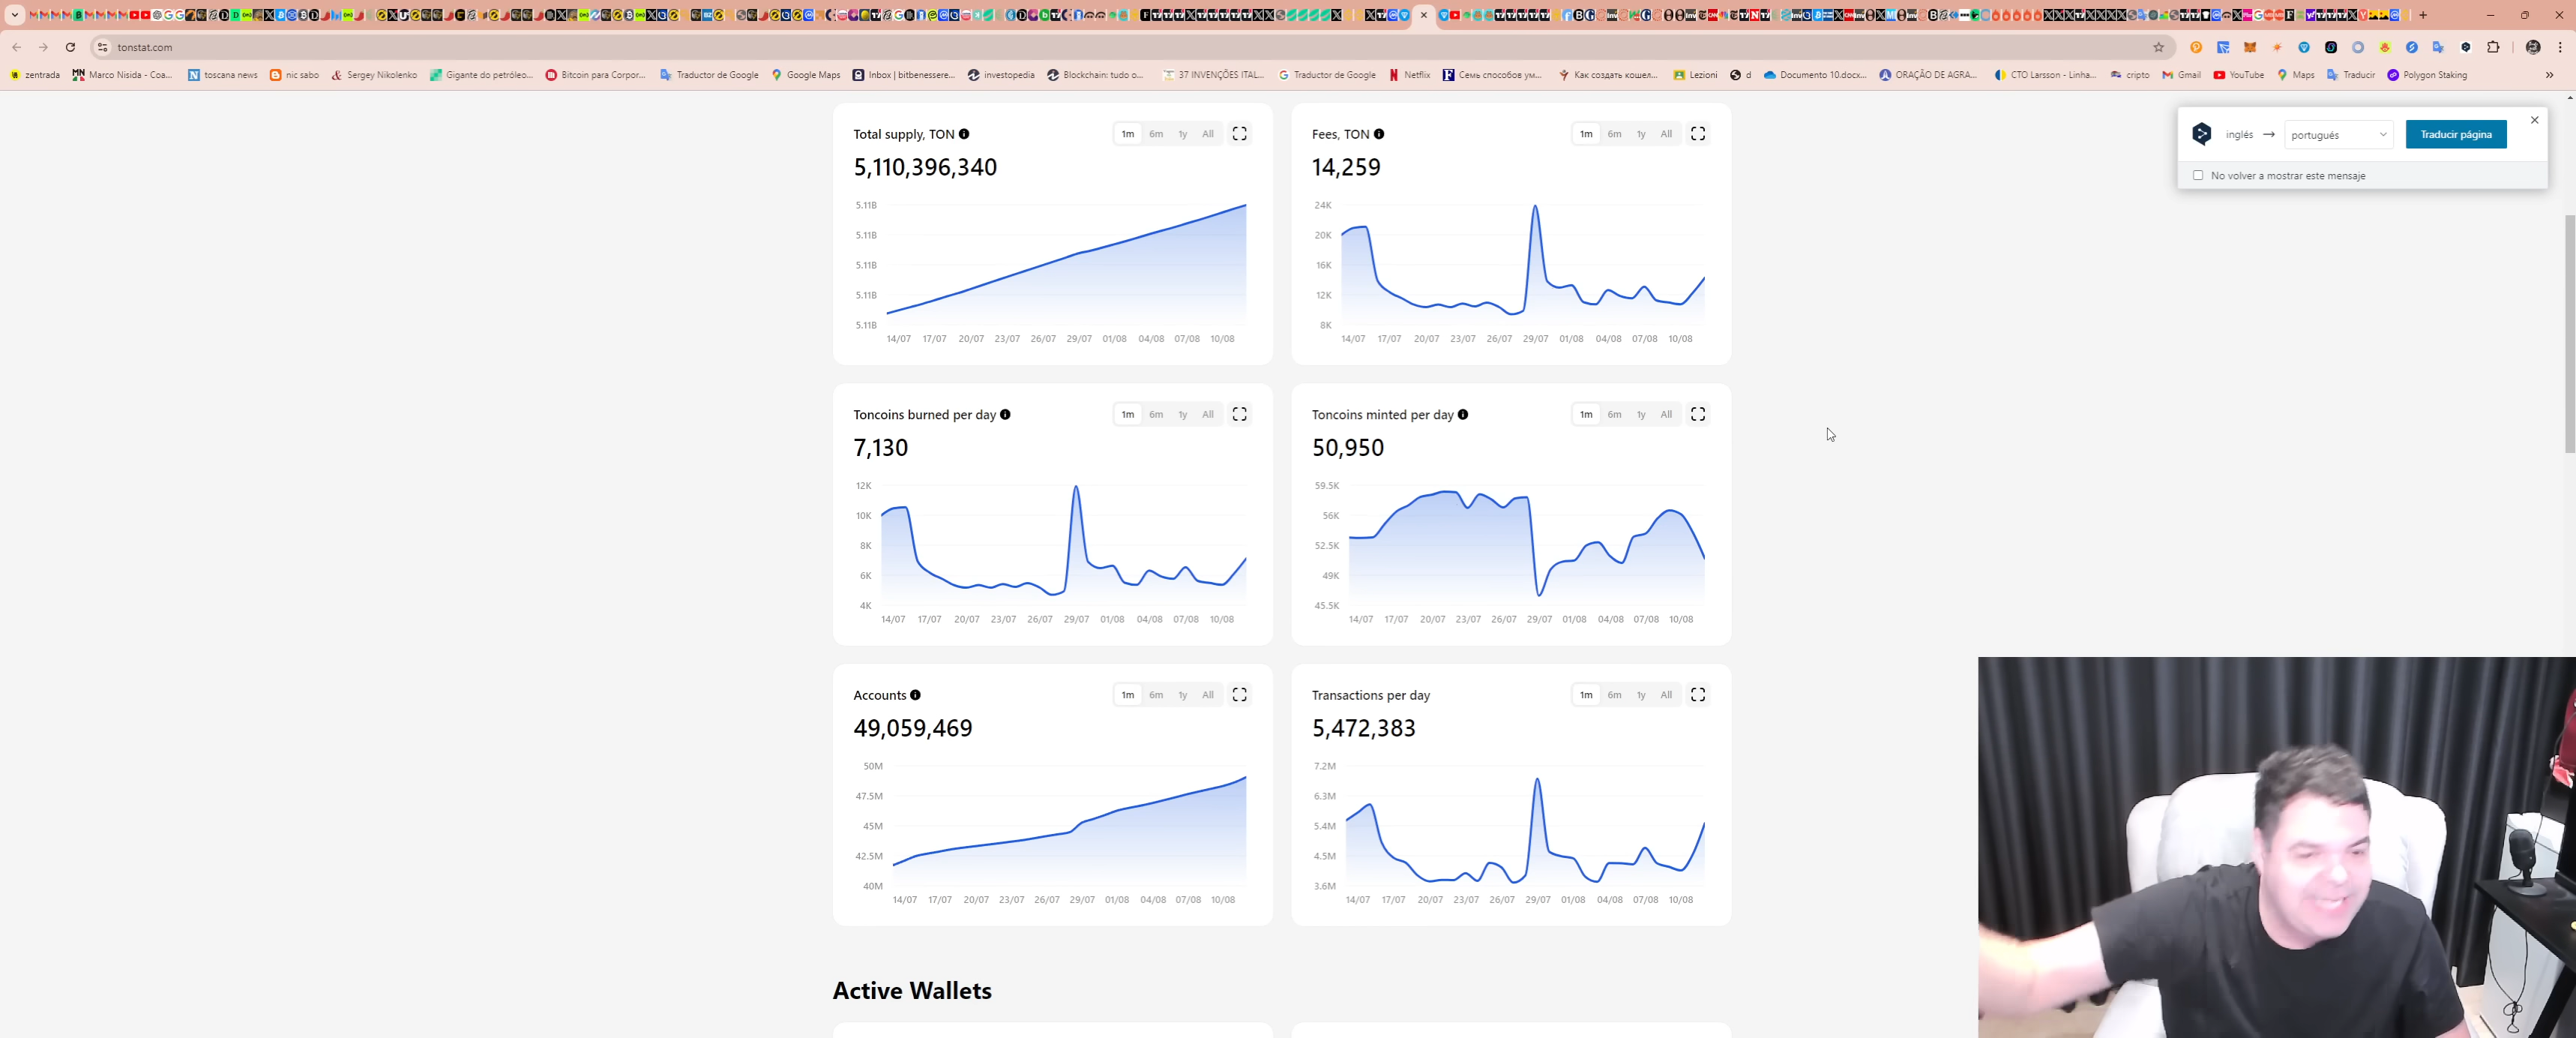 tonstat.com
zentrada
Marco Nisida - Coa...
toscana news
nic sabo
Sergey Nikolenko
Gigante do petróleo...
Bitcoin para Corpor...
Traductor de Google
Google Maps
Inbox | bitbenessere...
investopedia
Blockchain: tudo o...
37 INVENÇÕES ITAL...
Traductor de Google
Netflix
Семь способов ум...
Как создать кошел...
Lezioni
d
Documento 10.docx...
ORAÇÃO DE AGRA...
CTO Larsson - Linha...
cripto
Gmail
YouTube
Maps
Traducir
Polygon Staking
inglés → portugués
Traducir página
No volver a mostrar este mensaje
Total supply, TON
1m 6m 1y All
5,110,396,340
5.11B
5.11B
5.11B
5.11B
5.11B
14/07 17/07 20/07 23/07 26/07 29/07 01/08 04/08 07/08 10/08
Fees, TON
1m 6m 1y All
14,259
24K
20K
16K
12K
8K
14/07 17/07 20/07 23/07 26/07 29/07 01/08 04/08 07/08 10/08
Toncoins burned per day
1m 6m 1y All
7,130
12K
10K
8K
6K
4K
14/07 17/07 20/07 23/07 26/07 29/07 01/08 04/08 07/08 10/08
Toncoins minted per day
1m 6m 1y All
50,950
59.5K
56K
52.5K
49K
45.5K
14/07 17/07 20/07 23/07 26/07 29/07 01/08 04/08 07/08 10/08
Accounts
1m 6m 1y All
49,059,469
50M
47.5M
45M
42.5M
40M
14/07 17/07 20/07 23/07 26/07 29/07 01/08 04/08 07/08 10/08
Transactions per day
1m 6m 1y All
5,472,383
7.2M
6.3M
5.4M
4.5M
3.6M
14/07 17/07 20/07 23/07 26/07 29/07 01/08 04/08 07/08 10/08
Active Wallets